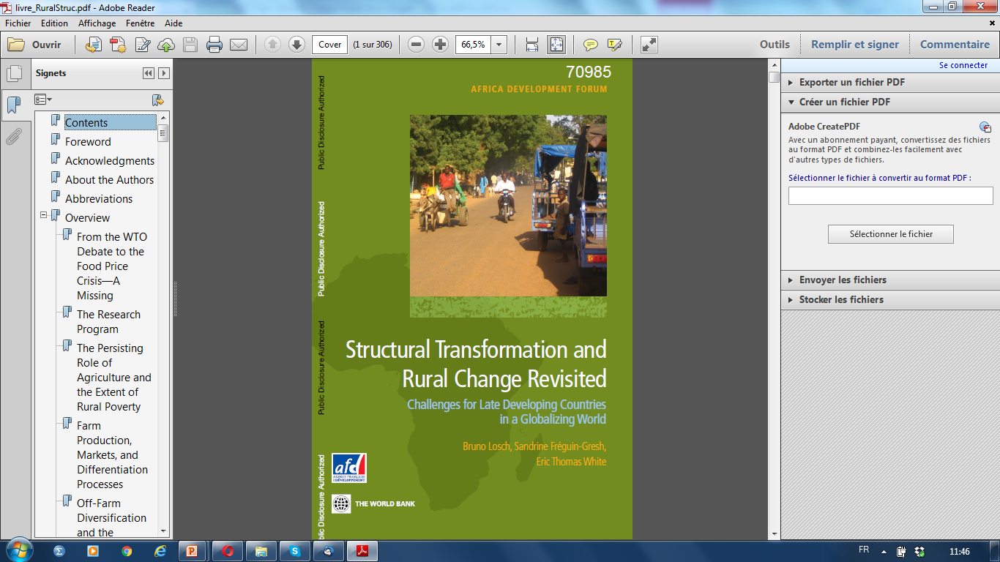 livre_RuralStruc.pdf - Adobe Reader
Fichier Edition Affichage Fenêtre Aide
Ouvrir
Cover
(1 sur 306)
66,5%
Outils
Remplir et signer
Commentaire
Signets
Contents
Foreword
Acknowledgments
About the Authors
Abbreviations
Overview
From the WTO
Debate to the
Food Price
Crisis—A
Missing
The Research
Program
The Persisting
Role of
Agriculture and
the Extent of
Rural Poverty
Farm
Production,
Markets, and
Differentiation
Processes
Off-Farm
Diversification
and the
Public Disclosure Authorized
Public Disclosure Authorized
Public Disclosure Authorized
blic Disclosure Authorized
70985
AFRICA DEVELOPMENT FORUM
Structural Transformation and
Rural Change Revisited
Challenges for Late Developing Countries
in a Globalizing World
Bruno Losch, Sandrine Fréguin-Gresh,
Eric Thomas White
afd
AGENCE FRANÇAISE
DE DÉVELOPPEMENT
THE WORLD BANK
Se connecter
Exporter un fichier PDF
Créer un fichier PDF
Adobe CreatePDF
Avec un abonnement payant, convertissez des fichiers
au format PDF et combinez-les facilement avec
d'autres types de fichiers.
Sélectionner le fichier à convertir au format PDF :
Sélectionner le fichier
Envoyer les fichiers
Stocker les fichiers
FR
11:46